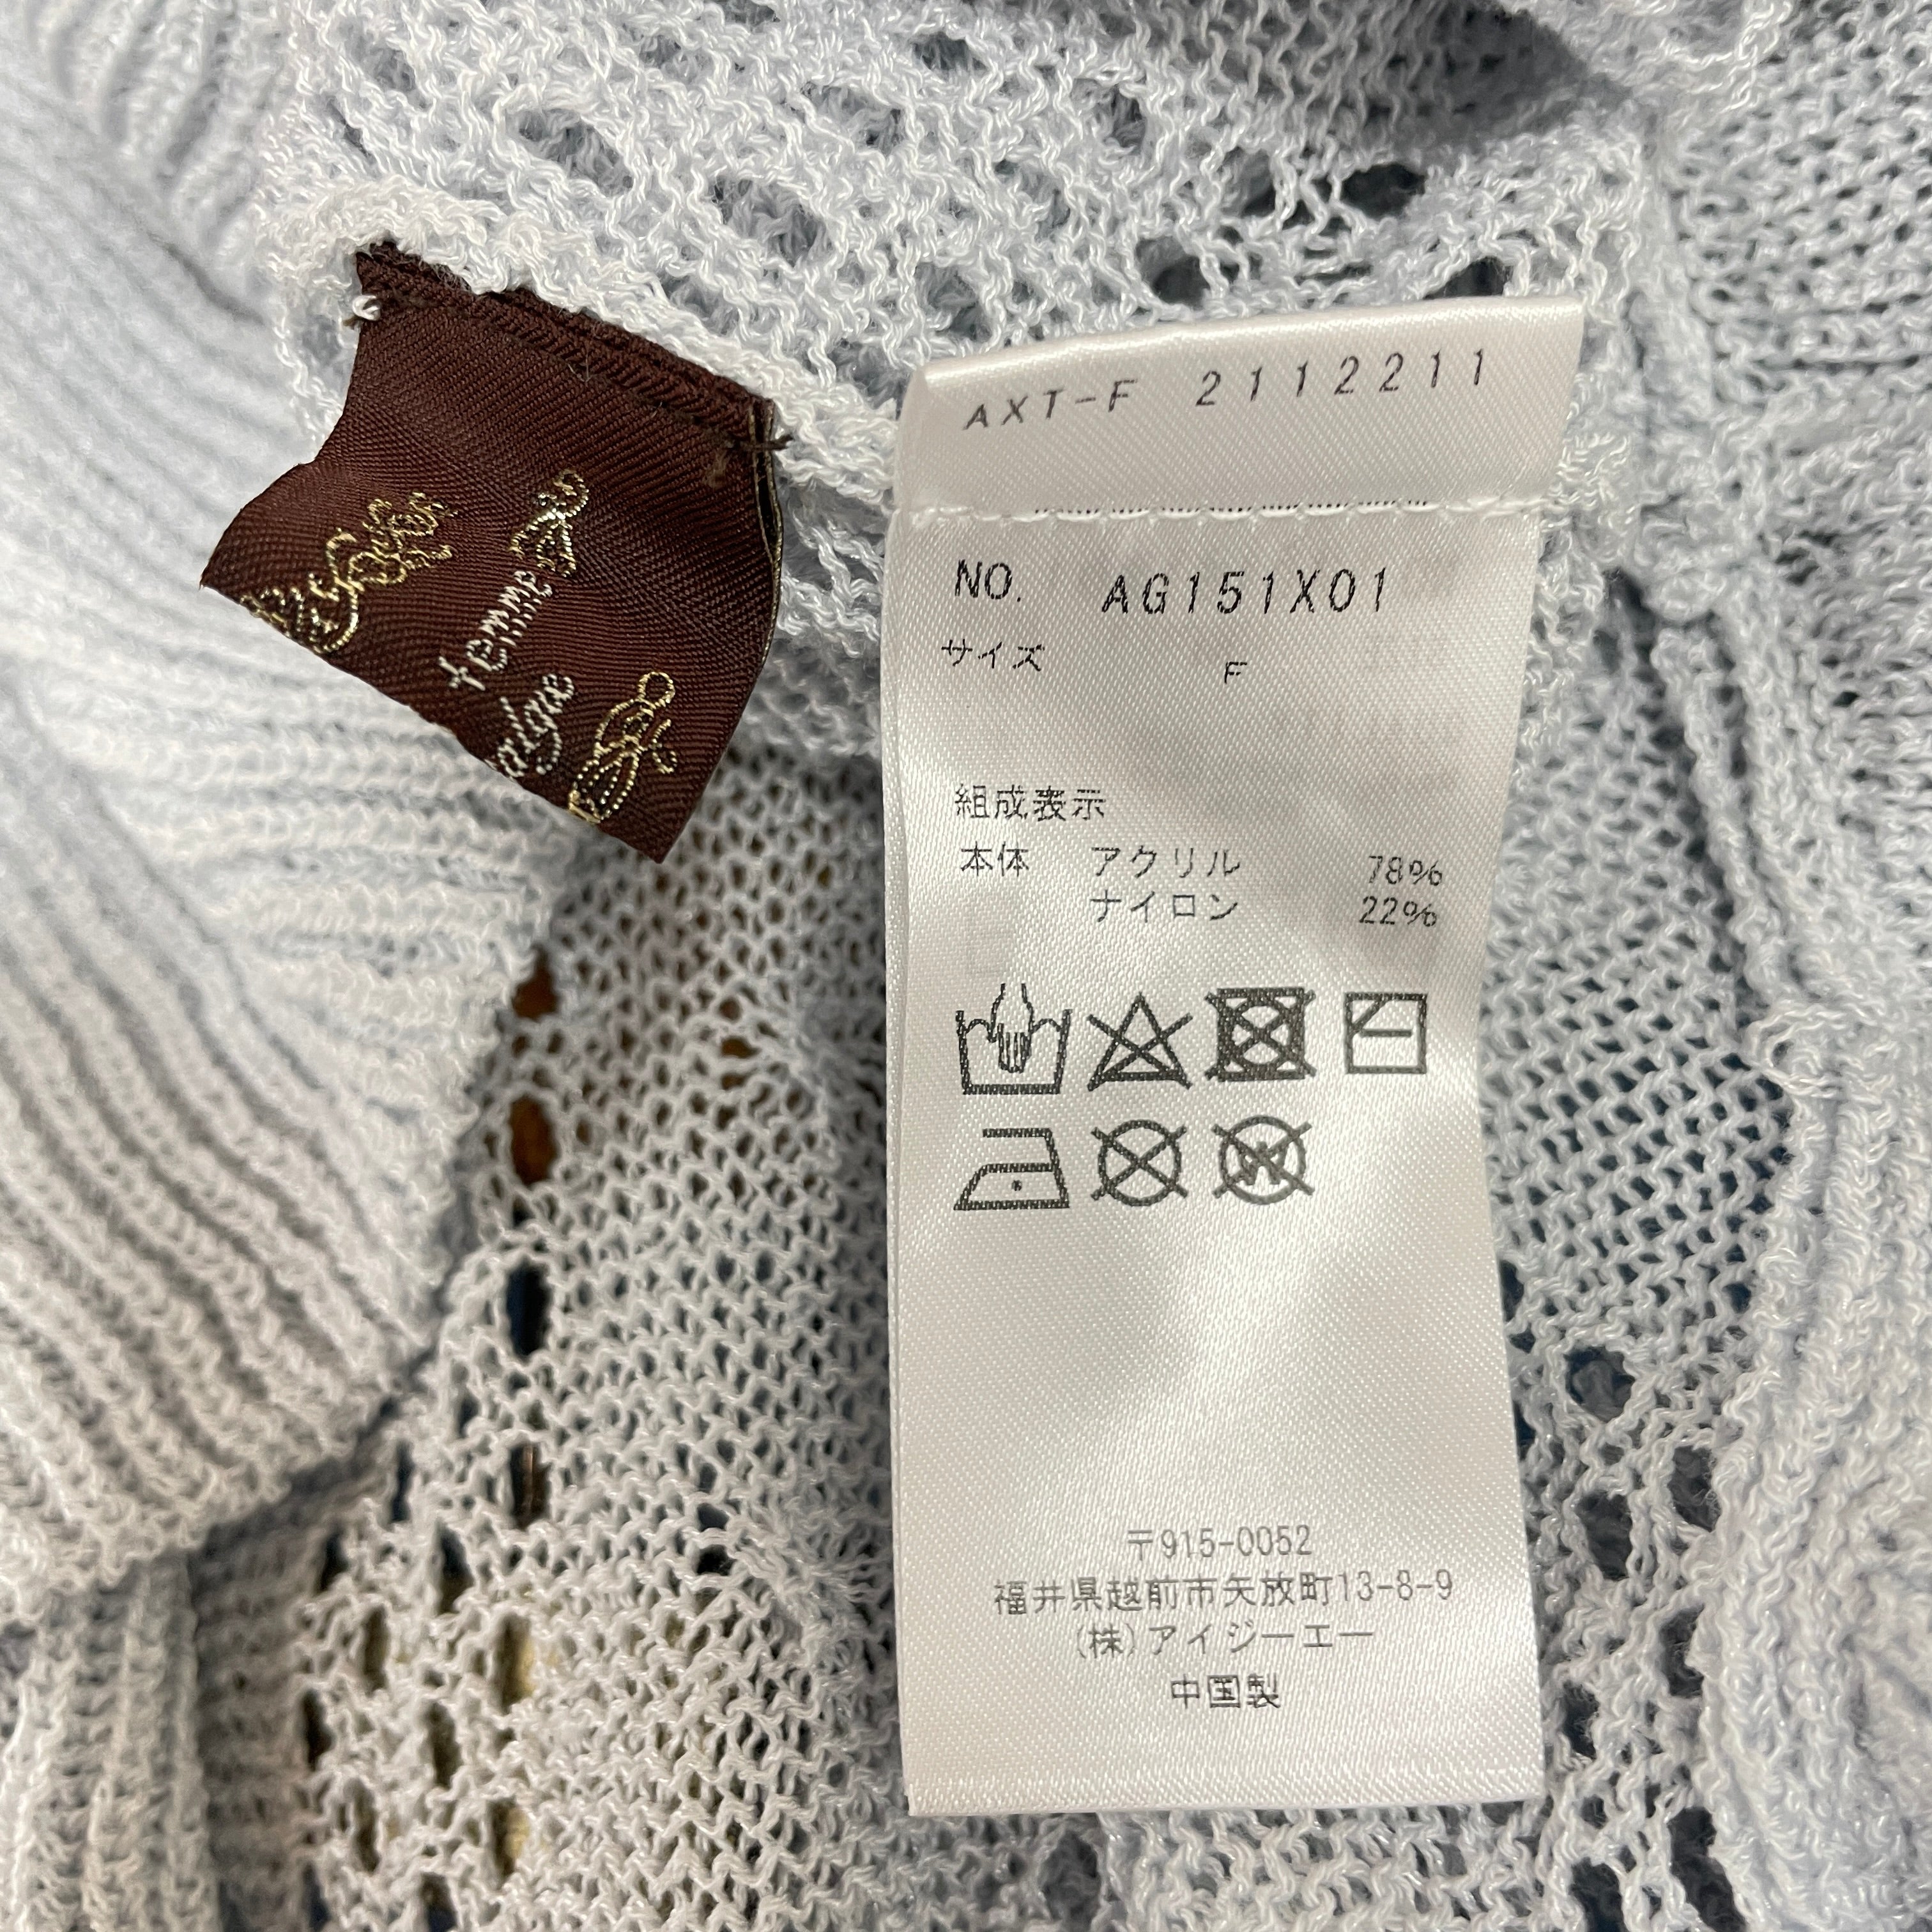 temme
AXT-F 2112211
NO. AG151X01
サイズ F
組成表示
本体 アクリル 78%
ナイロン 22%
W
〒915-0052
福井県越前市矢放町13-8-9
(株)アイジーエー
中国製